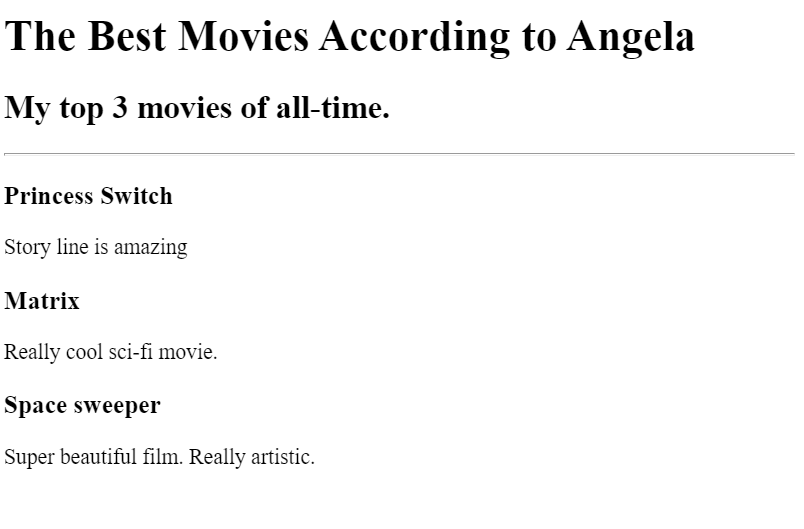 The Best Movies According to Angela
My top 3 movies of all-time.
Princess Switch
Story line is amazing
Matrix
Really cool sci-fi movie.
Space sweeper
Super beautiful film. Really artistic.